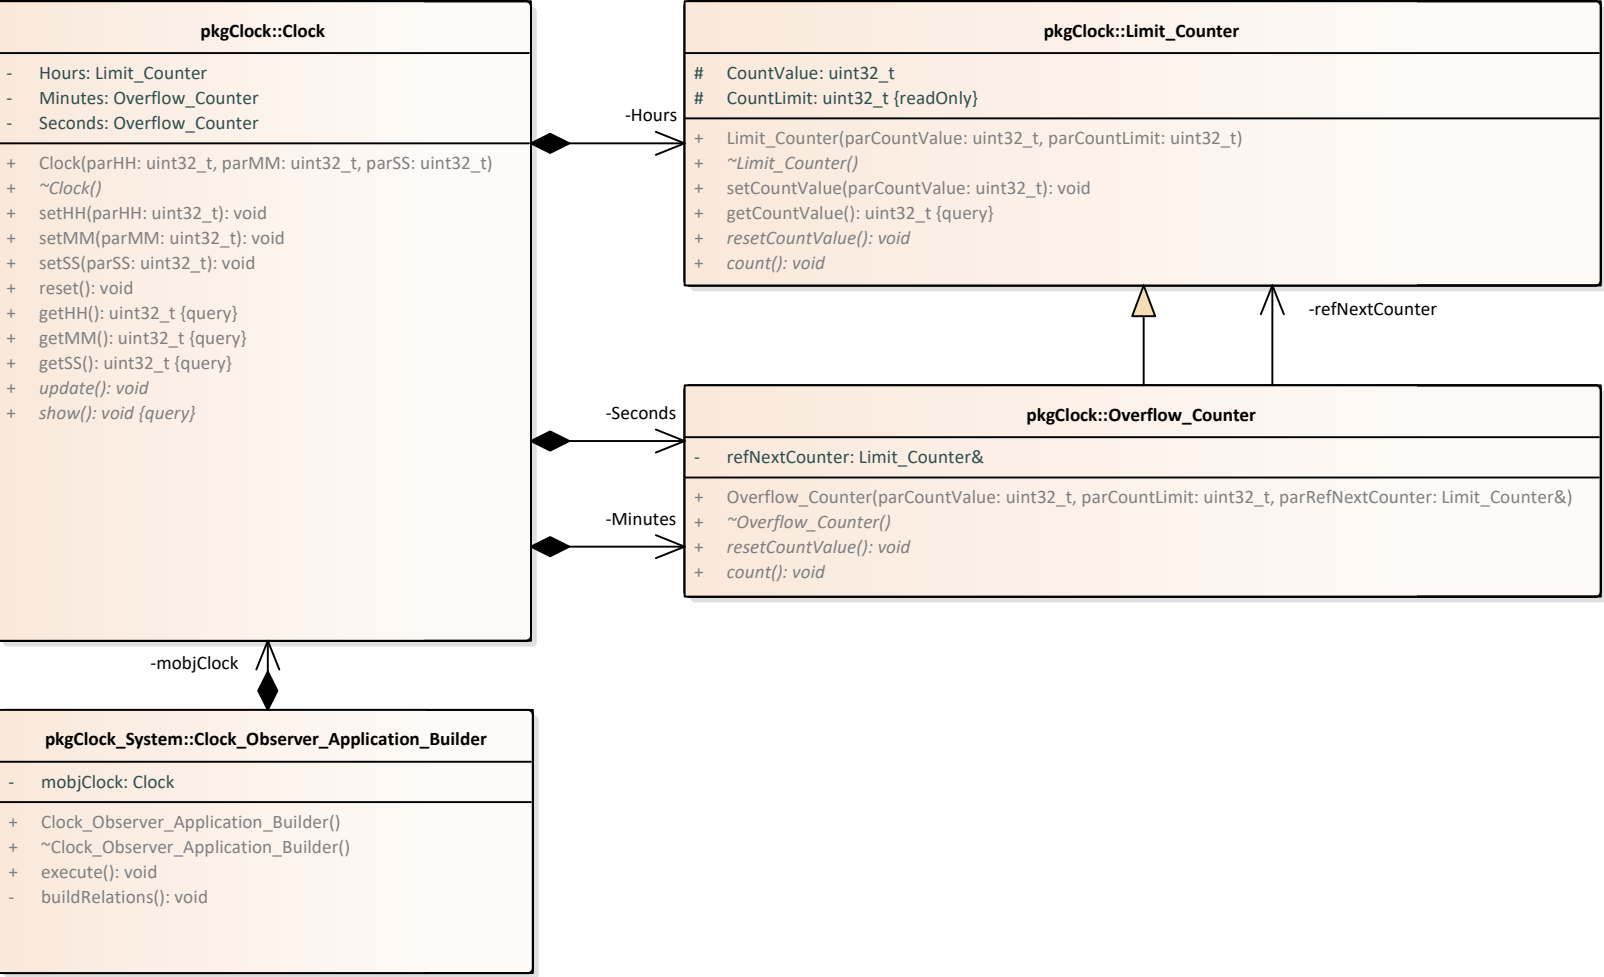 pkgClock::Clock
- Hours: Limit_Counter
- Minutes: Overflow_Counter
- Seconds: Overflow_Counter
+ Clock(parHH: uint32_t, parMM: uint32_t, parSS: uint32_t)
+ ~Clock()
+ setHH(parHH: uint32_t): void
+ setMM(parMM: uint32_t): void
+ setSS(parSS: uint32_t): void
+ reset(): void
+ getHH(): uint32_t {query}
+ getMM(): uint32_t {query}
+ getSS(): uint32_t {query}
+ update(): void
+ show(): void {query}
-Hours
pkgClock::Limit_Counter
# CountValue: uint32_t
# CountLimit: uint32_t {readOnly}
+ Limit_Counter(parCountValue: uint32_t, parCountLimit: uint32_t)
+ ~Limit_Counter()
+ setCountValue(parCountValue: uint32_t): void
+ getCountValue(): uint32_t {query}
+ resetCountValue(): void
+ count(): void
-refNextCounter
-Seconds
-Minutes
pkgClock::Overflow_Counter
- refNextCounter: Limit_Counter&
+ Overflow_Counter(parCountValue: uint32_t, parCountLimit: uint32_t, parRefNextCounter: Limit_Counter&)
+ ~Overflow_Counter()
+ resetCountValue(): void
+ count(): void
-mobjClock
pkgClock_System::Clock_Observer_Application_Builder
- mobjClock: Clock
+ Clock_Observer_Application_Builder()
+ ~Clock_Observer_Application_Builder()
+ execute(): void
- buildRelations(): void